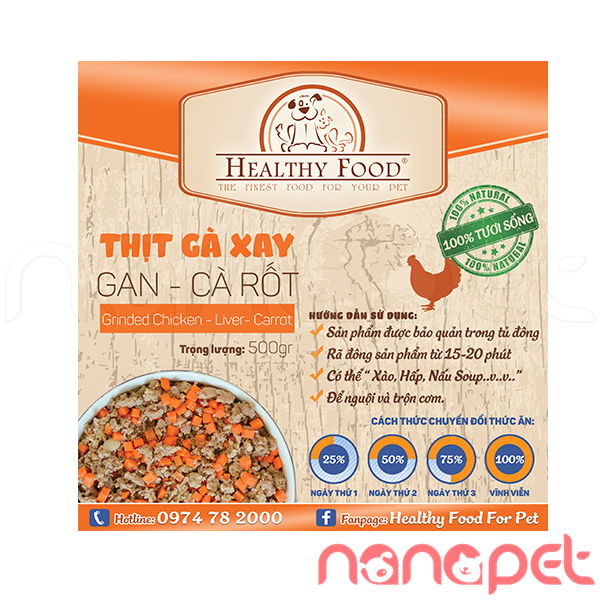 HEALTHY FOOD®
THE FINEST FOOD FOR YOUR PET
100% NATURAL
100% TƯƠI SỐNG
100% NATURAL
THỊT GÀ XAY
GAN - CÀ RỐT
Grinded Chicken - Liver- Carrot
Trọng lượng: 500gr
HƯỚNG DẪN SỬ DỤNG:
Sản phẩm được bảo quản trong tủ đông
Rã đông sản phẩm từ 15-20 phút
Có thể “ Xào, Hấp, Nấu Soup..v..v..”
Để nguội và trộn cơm.
CÁCH THỨC CHUYỂN ĐỔI THỨC ĂN:
25% 50% 75% 100%
NGÀY THỨ 1 NGÀY THỨ 2 NGÀY THỨ 3 VĨNH VIỄN
Hotline: 0974 78 2000 Fanpage: Healthy Food For Pet
nanapet